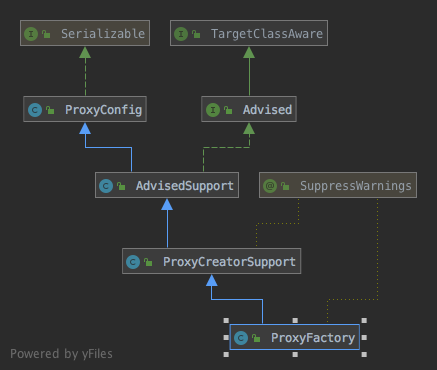 Serializable
TargetClassAware
ProxyConfig
Advised
AdvisedSupport
SuppressWarnings
ProxyCreatorSupport
ProxyFactory
Powered by yFiles